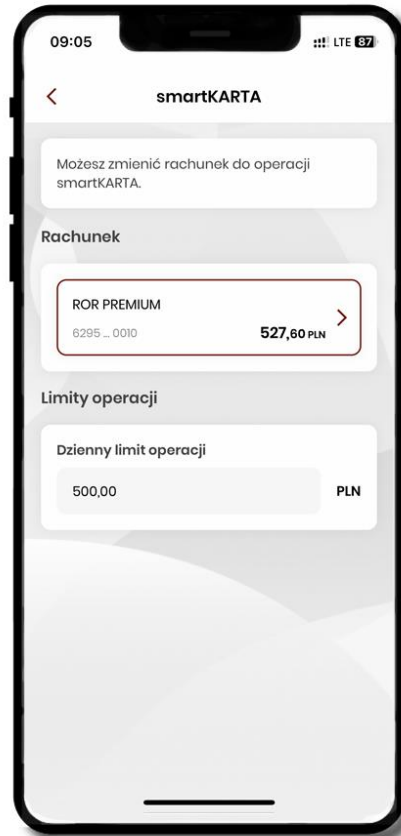 09:05 LTE 87
smartKARTA
Możesz zmienić rachunek do operacji
smartKARTA.
Rachunek
ROR PREMIUM
6295 ... 0010 527,60 PLN
Limity operacji
Dzienny limit operacji
500,00 PLN